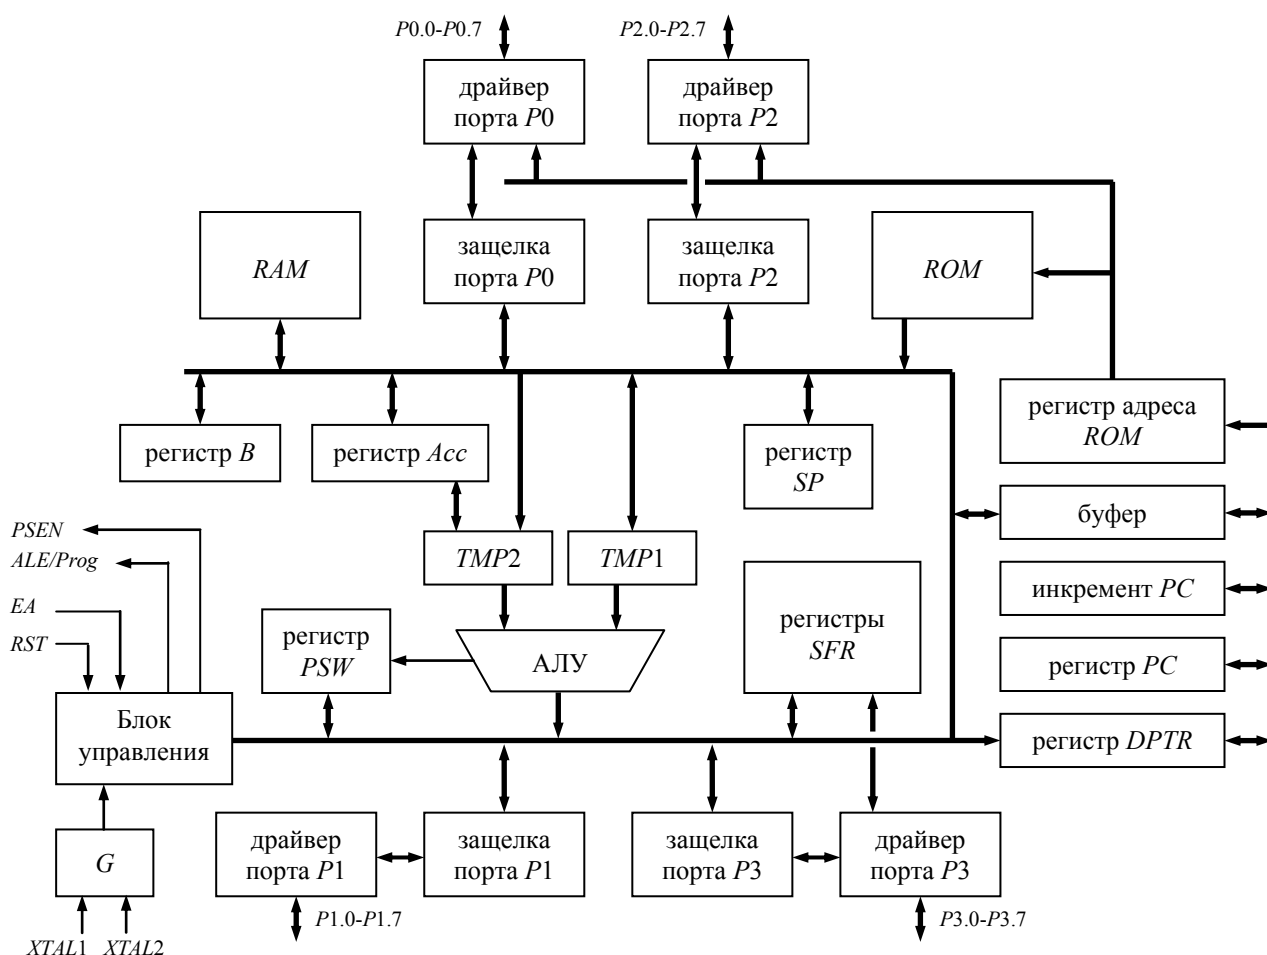 P0.0-P0.7
P2.0-P2.7
драйвер
порта P0
драйвер
порта P2
RAM
защелка
порта P0
защелка
порта P2
ROM
регистр адреса
ROM
регистр B
регистр Acc
регистр
SP
буфер
PSEN
ALE/Prog
TMP2
TMP1
инкремент PC
EA
RST
регистр
PSW
АЛУ
регистры
SFR
регистр PC
Блок
управления
регистр DPTR
G
драйвер
порта P1
защелка
порта P1
защелка
порта P3
драйвер
порта P3
P1.0-P1.7
P3.0-P3.7
XTAL1
XTAL2